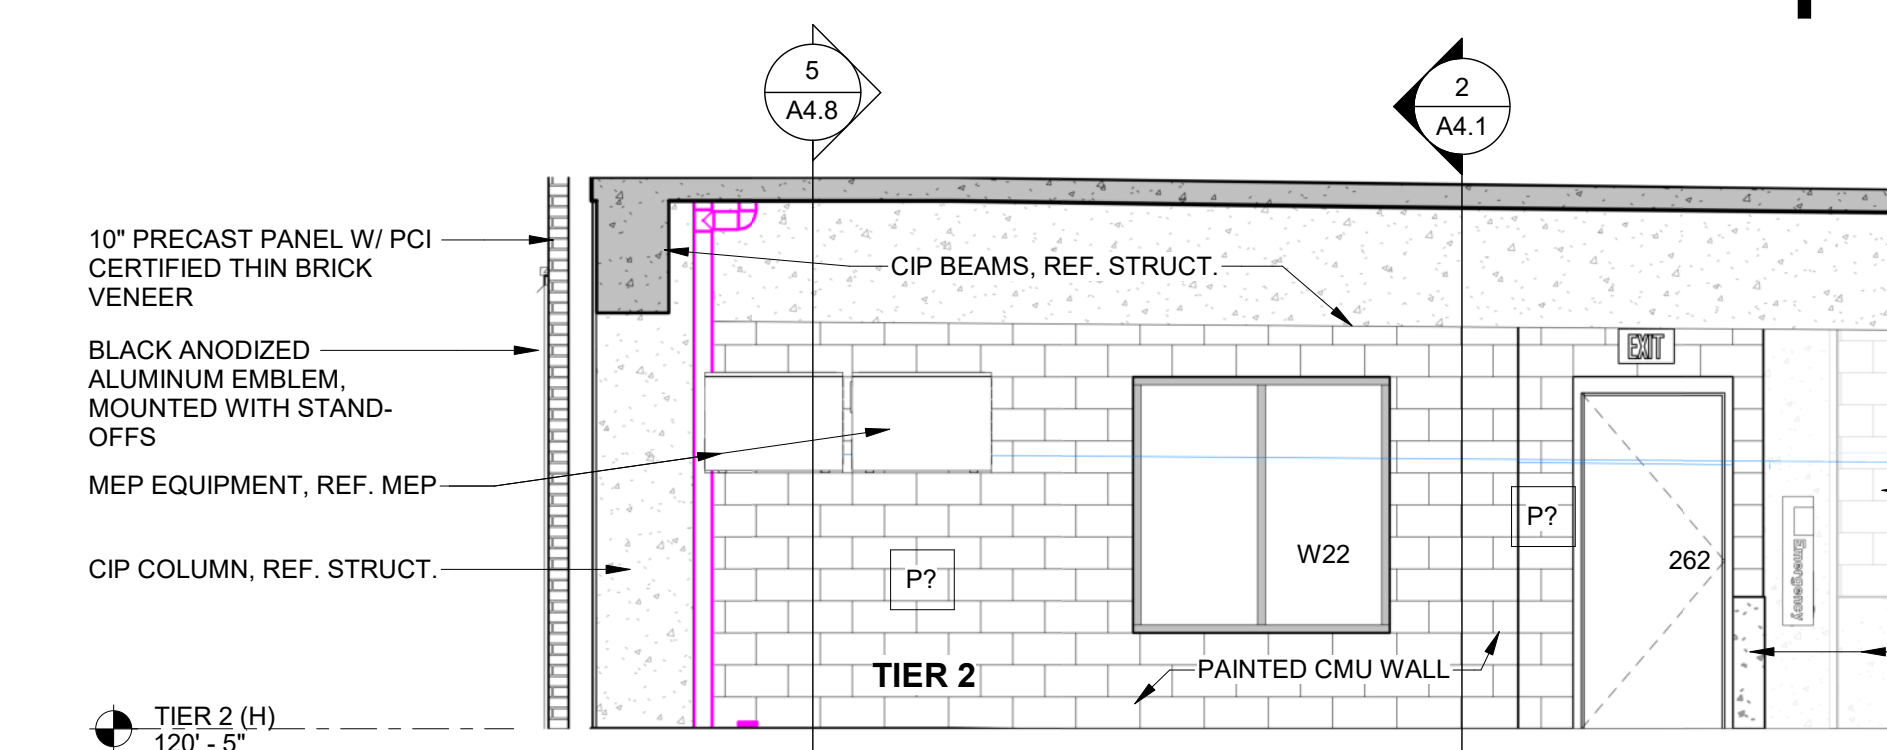 5
A4.8
2
A4.1
10" PRECAST PANEL W/ PCI
CERTIFIED THIN BRICK
VENEER
CIP BEAMS, REF. STRUCT.
EXIT
BLACK ANODIZED
ALUMINUM EMBLEM,
MOUNTED WITH STAND-
OFFS
MEP EQUIPMENT, REF. MEP
P?
W22
262
Emergency
CIP COLUMN, REF. STRUCT.
P?
TIER 2
PAINTED CMU WALL
TIER 2 (H)
120' - 5"